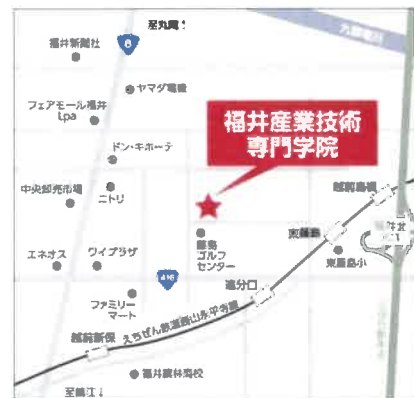 至丸岡↑
福井新聞社
8
ヤマダ電機
フェアモール福井
Lpa
福井産業技術
専門学院
ドン・キホーテ
越前島橋
中央卸売市場
ニトリ
東藤島
藤島
ゴルフ
センター
東藤島小
エネオス
ワイプラザ
416
追分口
ファミリー
マート
えちぜん鉄道勝山永平寺線
越前新保
福井農林高校
至鯖江↓